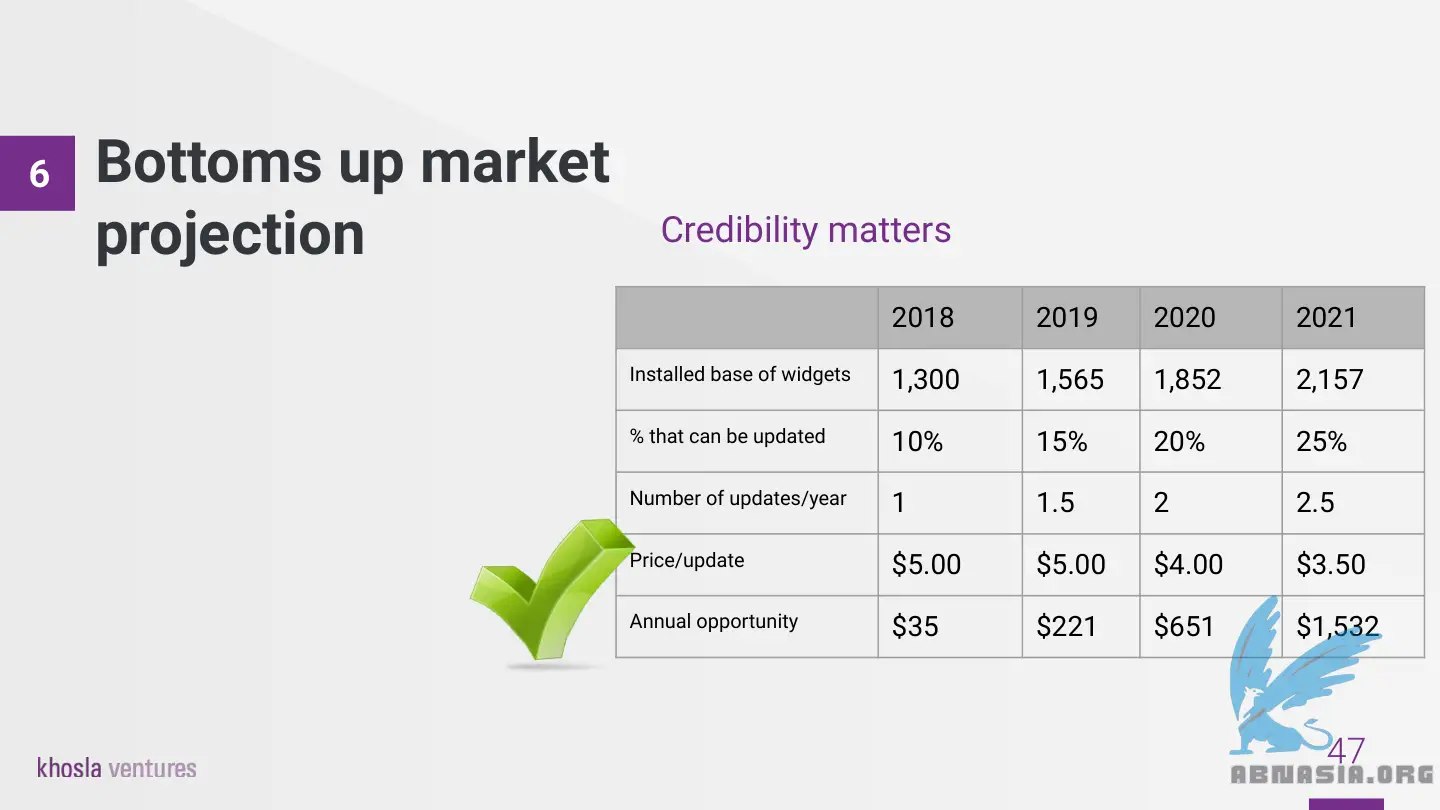 6
Bottoms up market
projection
Credibility matters
2018 2019 2020 2021
Installed base of widgets 1,300 1,565 1,852 2,157
% that can be updated 10% 15% 20% 25%
Number of updates/year 1 1.5 2 2.5
Price/update $5.00 $5.00 $4.00 $3.50
Annual opportunity $35 $221 $651 $1,532
khosla ventures
47
ABNASIA.ORG